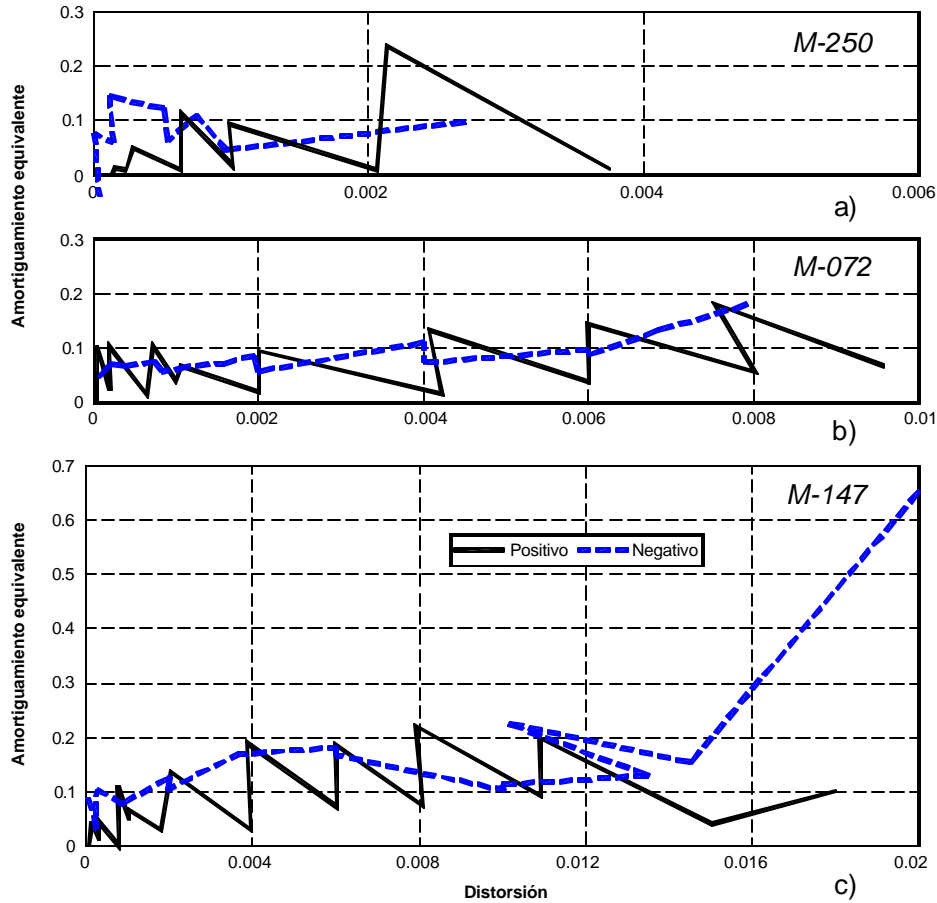 0.3
M-250
0.2
0.1
0
0
0.002
0.004
0.006
a)
Amortiguamiento equivalente
0.3
M-072
0.2
0.1
0
0
0.002
0.004
0.006
0.008
0.01
b)
0.7
M-147
0.6
Positivo
Negativo
0.5
0.4
0.3
0.2
0.1
0
Amortiguamiento equivalente
0
0.004
0.008
0.012
0.016
0.02
Distorsión
c)